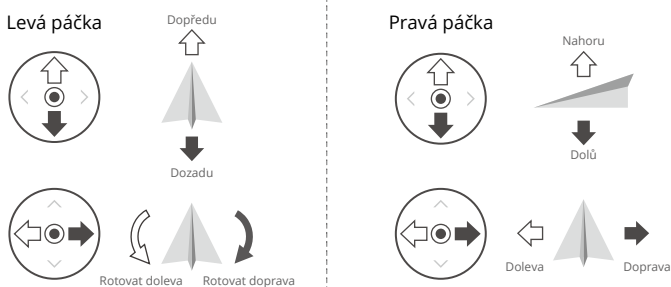 Levá páčka
Dopředu
Dozadu
Rotovat doleva
Rotovat doprava
Pravá páčka
Nahoru
Dolů
Doleva
Doprava